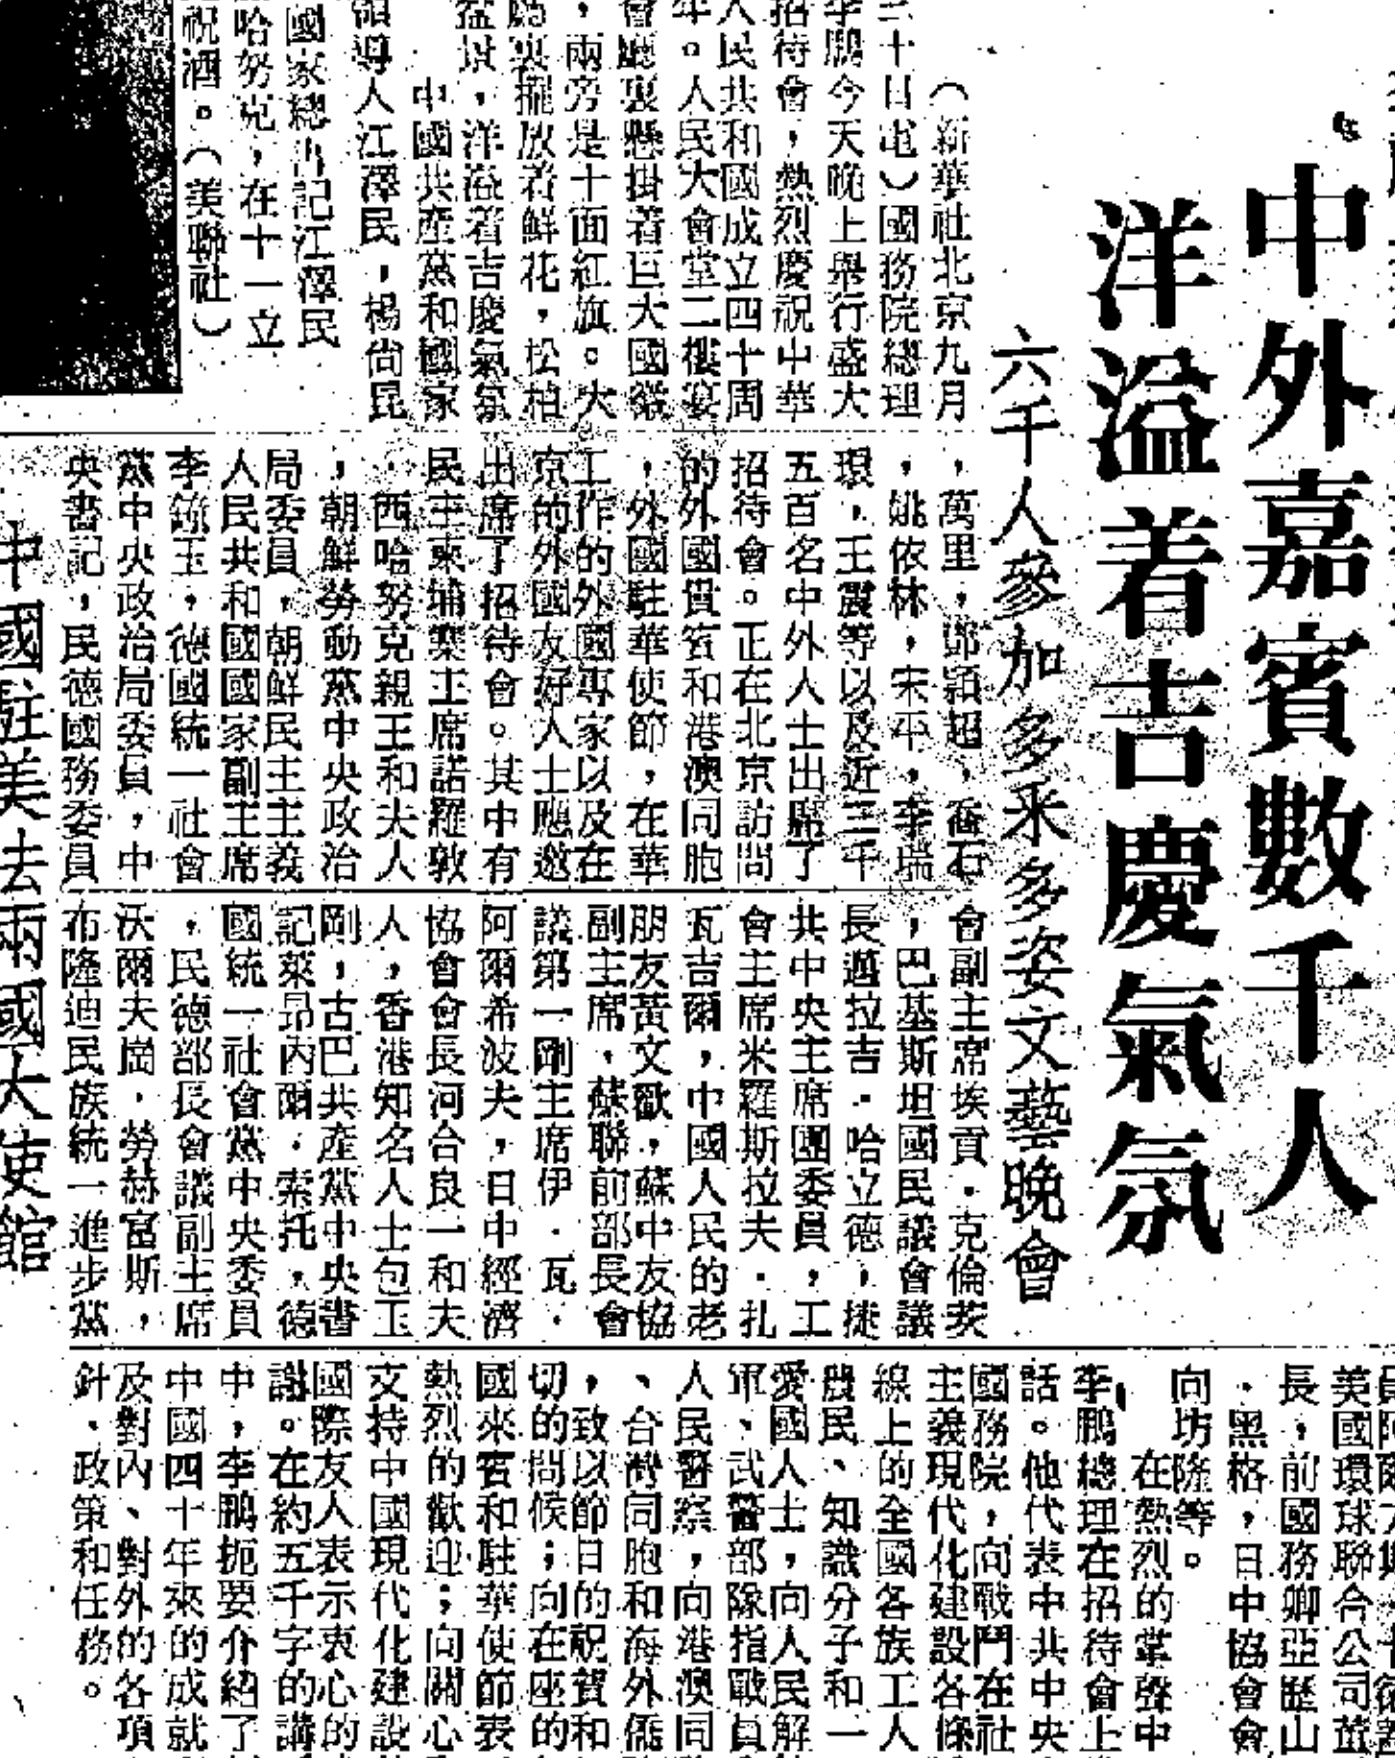 中外嘉賓數千人
洋溢着吉慶氣氛
六千人參加多采多姿文藝晚會
（新華社北京九月
三十日電）國務院總理
李鵬今天晚上舉行盛大
招待會，熱烈慶祝中華
人民共和國成立四十周
年。人民大會堂二樓宴
會廳裏懸掛着巨大國徽
，兩旁是十面紅旗。大
廳裏擺放着鮮花，松柏
盆景，洋溢着吉慶氣氛
中國共産黨和國家
領導人江澤民，楊尚昆
，萬里，鄧穎超，喬石
，姚依林，宋平，李瑞
環，王震等以及近三千
五百名中外人士出席了
招待會。正在北京訪問
的外國貴賓和港澳同胞
，外國駐華使節，在華
工作的外國專家以及在
京的外國友好人士應邀
出席了招待會。其中有
民主柬埔寨主席諾羅敦
·西哈努克親王和夫人
，朝鮮勞動黨中央政治
局委員，朝鮮民主主義
人民共和國國家副主席
李鐘玉，德國統一社會
黨中央政治局委員，中
央書記，民德國務委員
會副主席埃貢·克倫茨
，巴基斯坦國民議會議
長邁拉吉·哈立德，捷
共中央主席團委員，工
會主席米羅斯拉夫·扎
瓦吉爾，中國人民的老
朋友黃文歡，蘇中友協
副主席，蘇聯前部長會
議第一副主席伊·瓦·
阿爾希波夫，日中經濟
協會會長河合良一和夫
人，香港知名人士包玉
剛，古巴共產黨中央書
記萊昂內爾·索托，德
國統一社會黨中央委員
，民德部長會議副主席
沃爾夫崗·勞赫富斯，
布隆迪民族統一進步黨
美國環球聯合公司董
長，前國務卿亞歷山
·黑格，日中協會會
向坊隆等。
在熱烈的掌聲中
李鵬總理在招待會上
話。他代表中共中央
國務院，向戰鬥在社
主義現代化建設各條
線上的全國各族工人
農民、知識分子和一
愛國人士，向人民解
軍、武警部隊指戰員
人民警察，向港澳同
、台灣同胞和海外僑
，致以節日的祝賀和
切的問候；向在座的
國來賓和駐華使節表
熱烈的歡迎；向關心
支持中國現代化建設
國際友人表示衷心的
謝。在約五千字的講
中，李鵬扼要介紹了
中國四十年來的成就
及對內、對外的各項
針、政策和任務。
國家總書記江澤民
哈努克，在十一立
祝酒。（美聯社）
中國駐美去兩國大使館